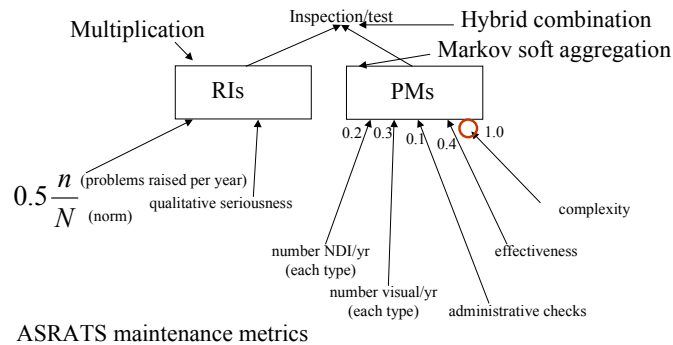 Inspection/test
Hybrid combination
Multiplication
Markov soft aggregation
RIs
PMs
0.2 0.3 0.1 0.4 1.0
0.5 n/N
(problems raised per year)
(norm)
qualitative seriousness
complexity
number NDI/yr
(each type)
effectiveness
number visual/yr
(each type)
administrative checks
ASRATS maintenance metrics